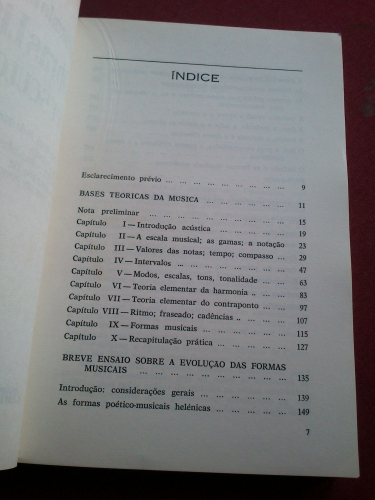 ÍNDICE
Esclarecimento prévio ... ... ... ... ... ... ... ... ... 9
BASES TEÓRICAS DA MUSICA ... ... ... ... ... ... 11
Nota preliminar ... ... ... ... ... ... ... ... ... ... 15
Capítulo I — Introdução acústica ... ... ... ... ... 19
Capítulo II — A escala musical; as gamas; a notação 23
Capítulo III — Valores das notas; tempo; compasso ... 29
Capítulo IV — Intervalos ... ... ... ... ... ... ... 47
Capítulo V — Modos, escalas, tons, tonalidade ... ... 63
Capítulo VI — Teoria elementar da harmonia .. ... ... 83
Capítulo VII — Teoria elementar do contraponto ... ... 97
Capítulo VIII — Ritmo; fraseado; cadências .. ... ... ... 107
Capítulo IX — Formas musicais ... ... ... ... ... ... 115
Capítulo X — Recapitulação prática ... ... ... ... ... 127
BREVE ENSAIO SOBRE A EVOLUÇÃO DAS FORMAS
MUSICAIS ... ... ... ... ... ... ... ... ... ... 135
Introdução: considerações gerais ... ... ... ... ... ... 139
As formas poético-musicais helénicas ... ... ... ... ... 149
7